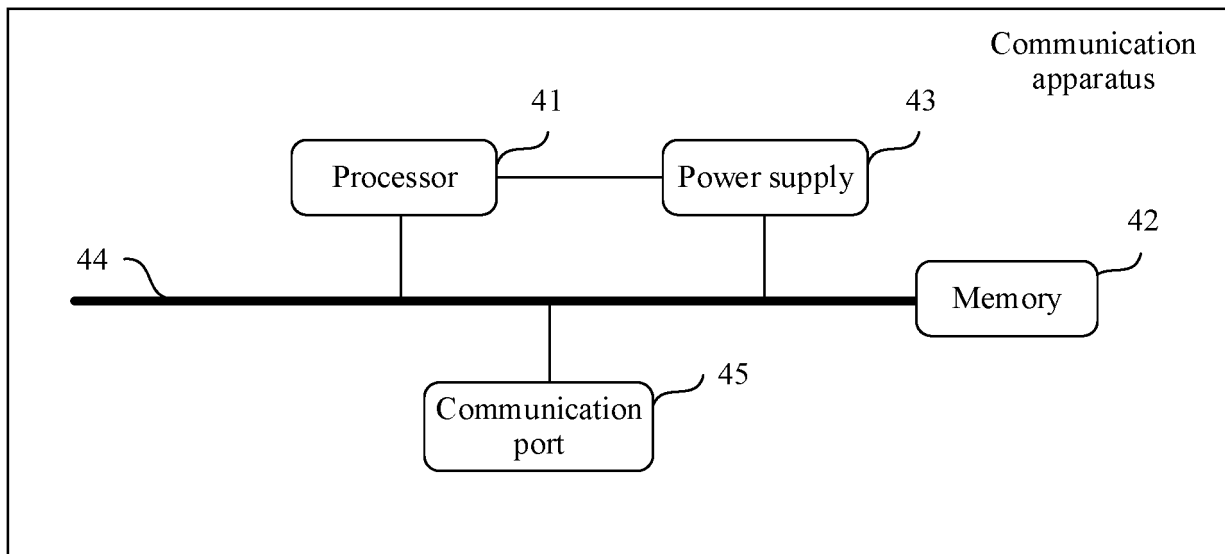 Communication
apparatus
41
43
Processor
Power supply
42
44
Memory
45
Communication
port